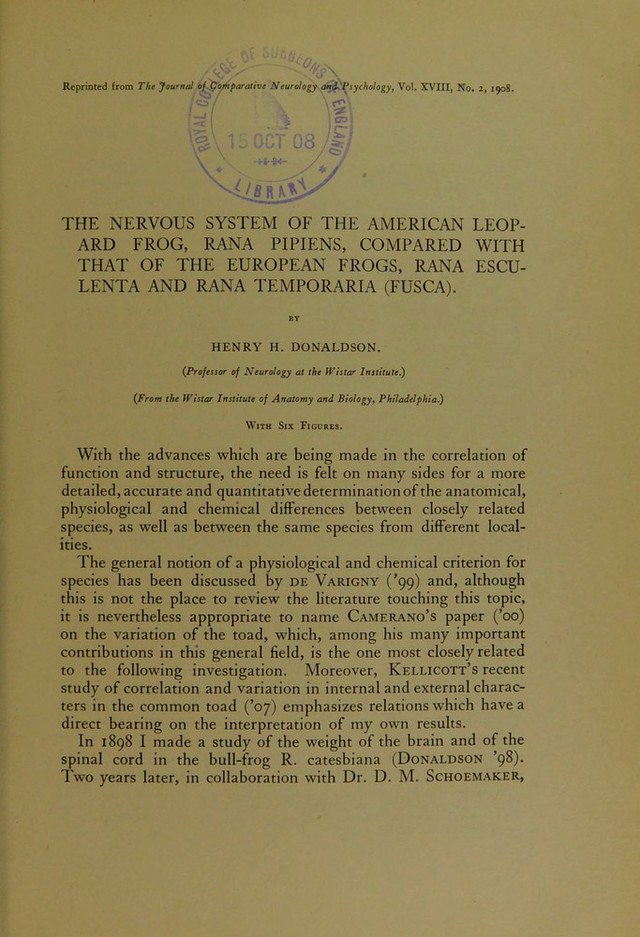 Reprinted from The Journal of Comparative Neurology and Psychology, Vol. XVIII, No. 2, 1908.
ROYAL COLLEGE OF SURGEONS OF ENGLAND
15 OCT 08
* LIBRARY *
THE NERVOUS SYSTEM OF THE AMERICAN LEOP-
ARD FROG, RANA PIPIENS, COMPARED WITH
THAT OF THE EUROPEAN FROGS, RANA ESCU-
LENTA AND RANA TEMPORARIA (FUSCA).
BY
HENRY H. DONALDSON.
(Professor of Neurology at the Wistar Institute.)
(From the Wistar Institute of Anatomy and Biology, Philadelphia.)
WITH SIX FIGURES.
With the advances which are being made in the correlation of
function and structure, the need is felt on many sides for a more
detailed, accurate and quantitative determination of the anatomical,
physiological and chemical differences between closely related
species, as well as between the same species from different local-
ities.
The general notion of a physiological and chemical criterion for
species has been discussed by DE VARIGNY ('99) and, although
this is not the place to review the literature touching this topic,
it is nevertheless appropriate to name CAMERANO'S paper ('00)
on the variation of the toad, which, among his many important
contributions in this general field, is the one most closely related
to the following investigation. Moreover, KELLICOTT'S recent
study of correlation and variation in internal and external charac-
ters in the common toad ('07) emphasizes relations which have a
direct bearing on the interpretation of my own results.
In 1898 I made a study of the weight of the brain and of the
spinal cord in the bull-frog R. catesbiana (DONALDSON '98).
Two years later, in collaboration with Dr. D. M. SCHOEMAKER,